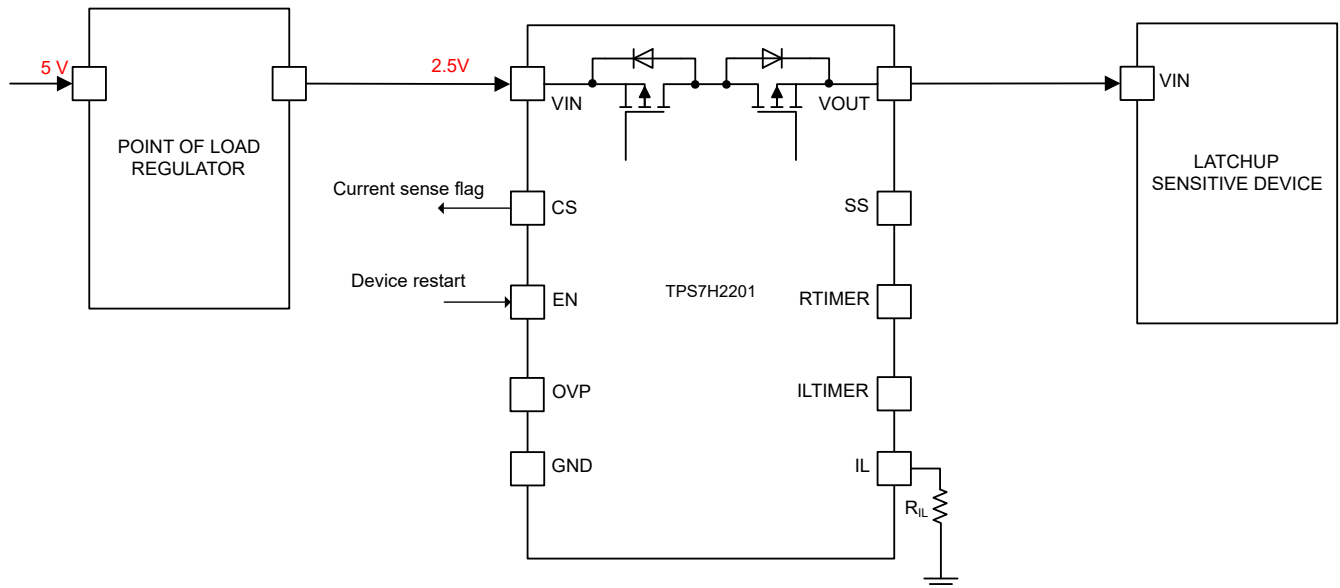 5 V
2.5V
VIN
VOUT
VIN
POINT OF LOAD
REGULATOR
LATCHUP
SENSITIVE DEVICE
Current sense flag
CS
SS
Device restart
EN
TPS7H2201
RTIMER
OVP
ILTIMER
GND
IL
RIL